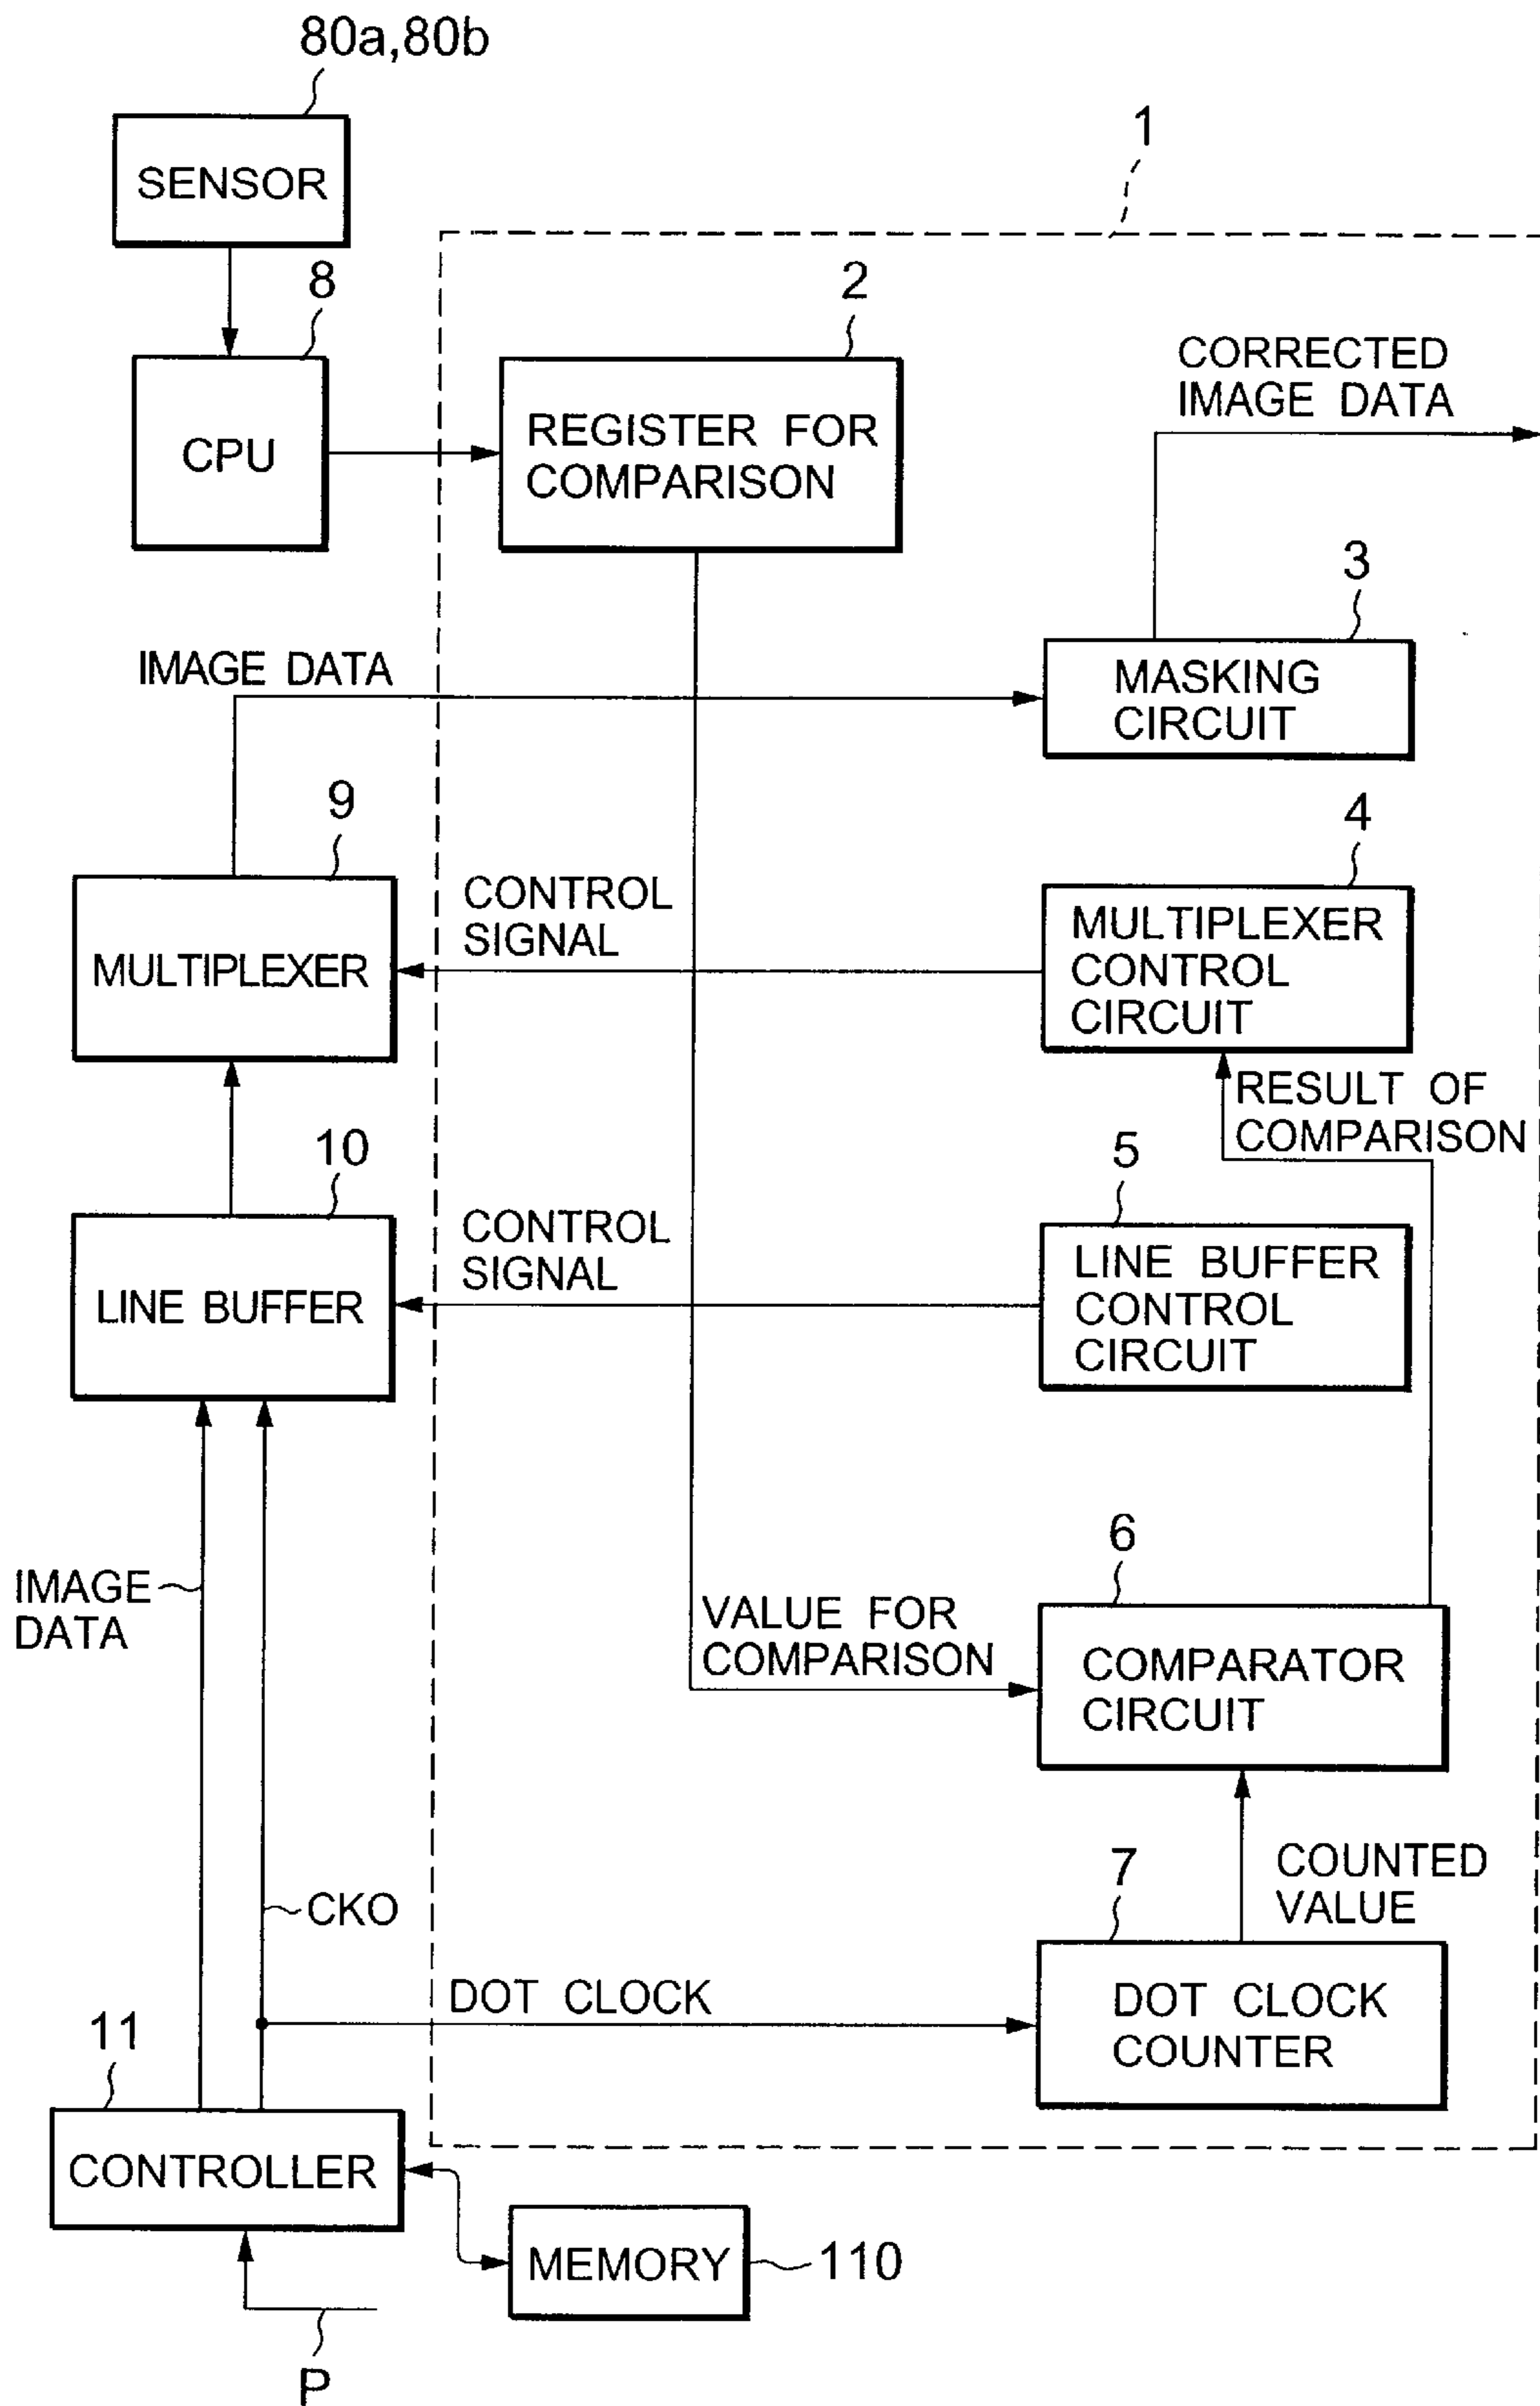 80a,80b
SENSOR
1
8
CPU
2
REGISTER FOR
COMPARISON
CORRECTED
IMAGE DATA
3
MASKING
CIRCUIT
IMAGE DATA
9
MULTIPLEXER
CONTROL
SIGNAL
4
MULTIPLEXER
CONTROL
CIRCUIT
RESULT OF
COMPARISON
10
LINE BUFFER
CONTROL
SIGNAL
5
LINE BUFFER
CONTROL
CIRCUIT
IMAGE
DATA
VALUE FOR
COMPARISON
6
COMPARATOR
CIRCUIT
CKO
COUNTED
VALUE
7
DOT CLOCK
DOT CLOCK
COUNTER
11
CONTROLLER
MEMORY
110
P